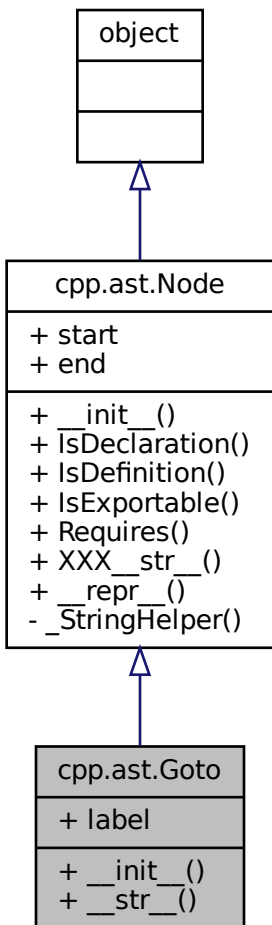 object
cpp.ast.Node
+ start
+ end
+ __init__()
+ IsDeclaration()
+ IsDefinition()
+ IsExportable()
+ Requires()
+ XXX__str__()
+ __repr__()
- _StringHelper()
cpp.ast.Goto
+ label
+ __init__()
+ __str__()